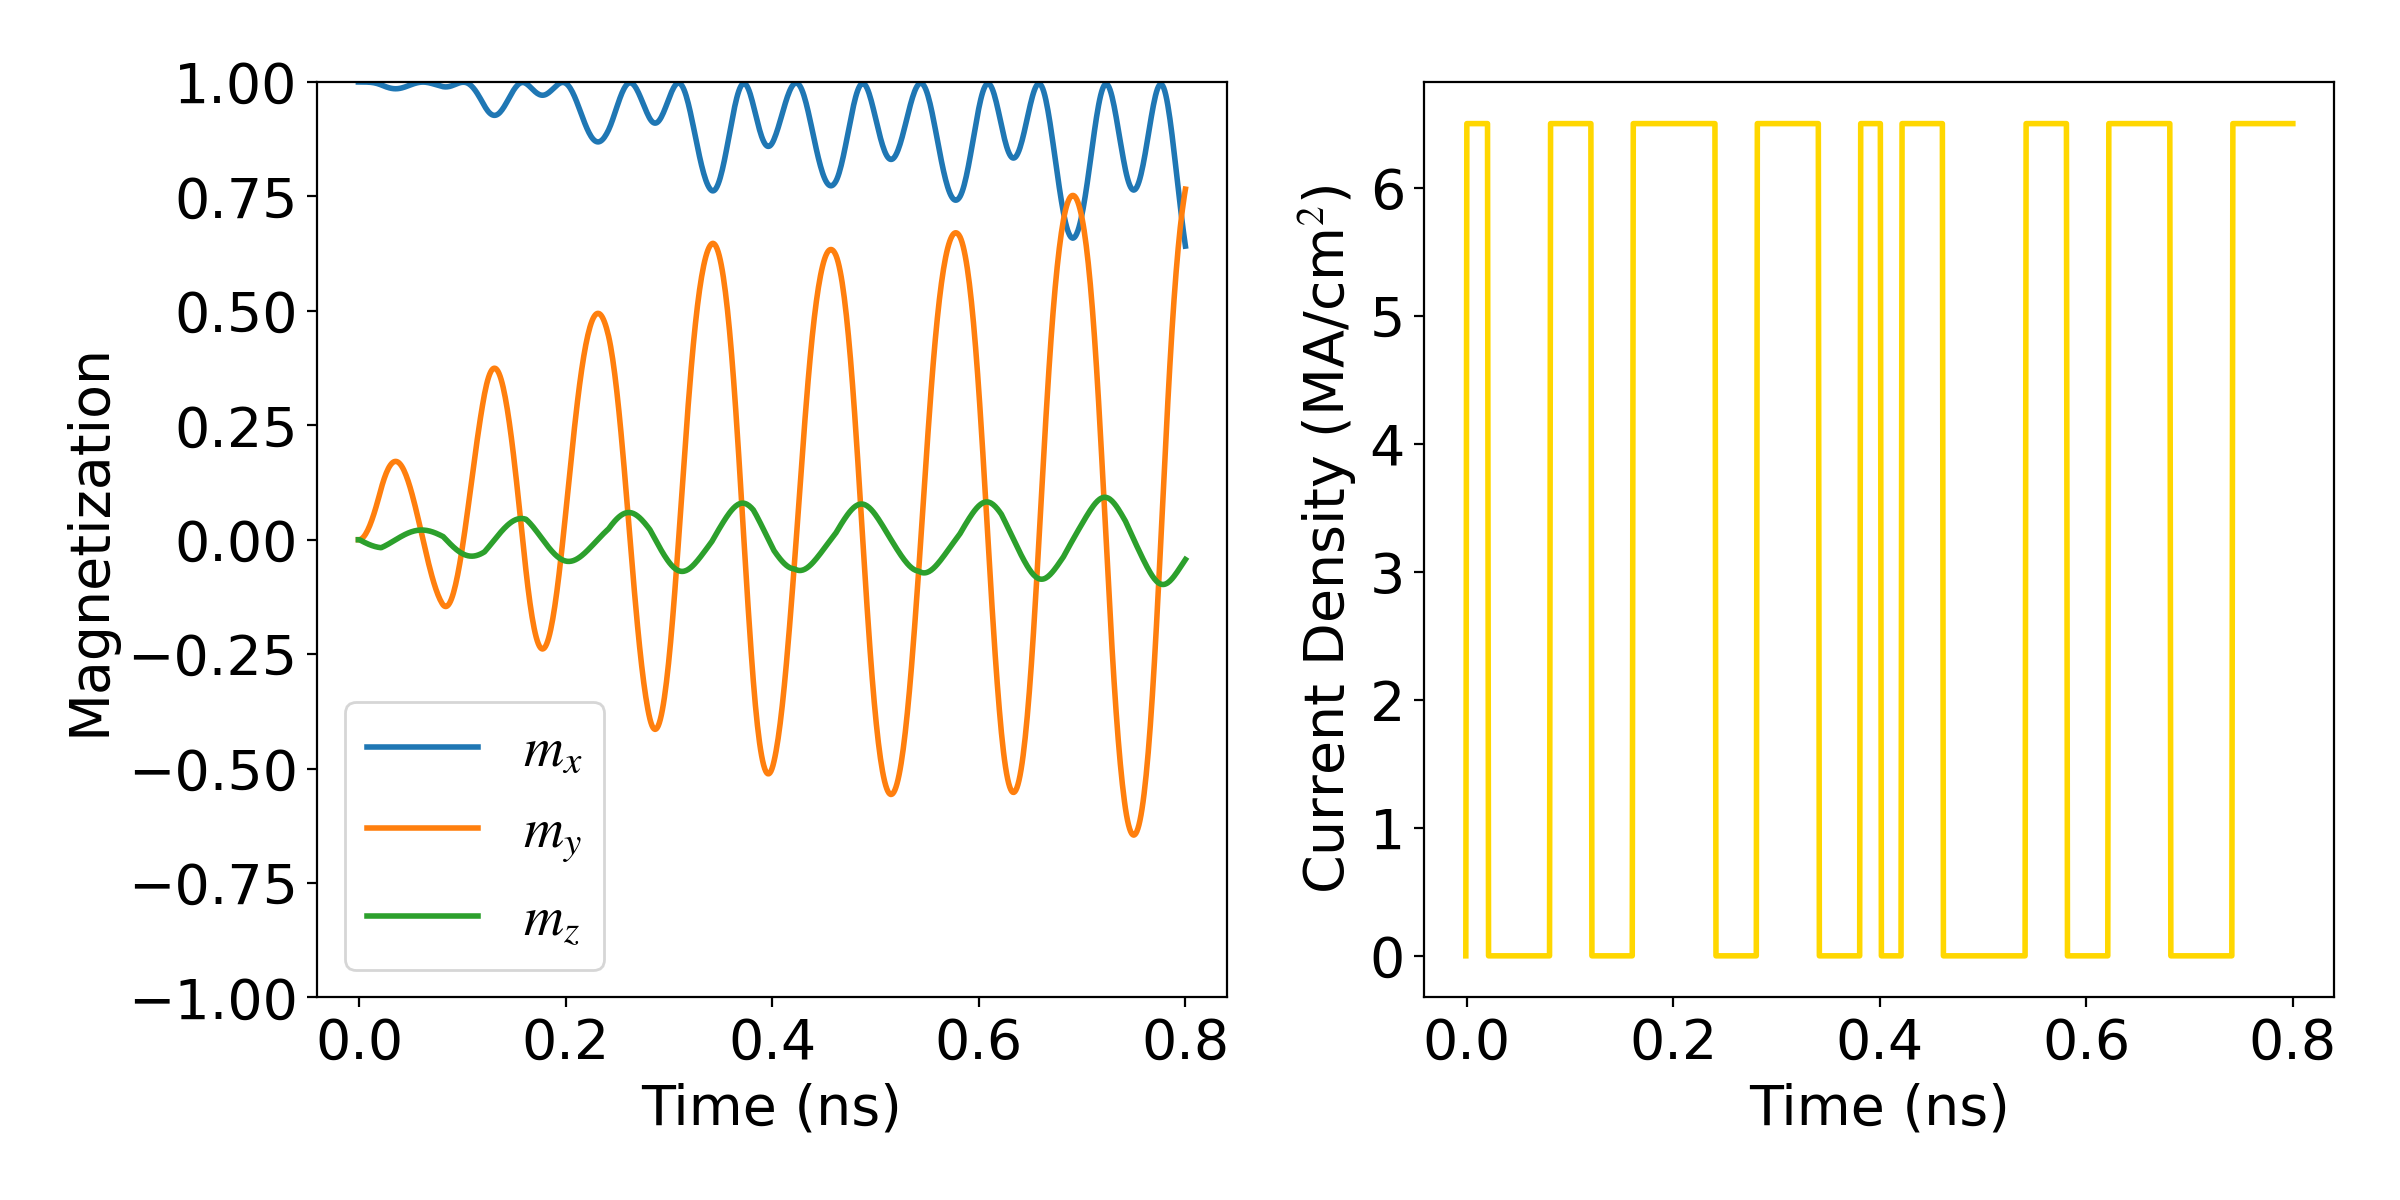 Magnetization
1.00
0.75
0.50
0.25
0.00
−0.25
−0.50
−0.75
−1.00
0.0 0.2 0.4 0.6 0.8
Time (ns)
mₓ
m_y
m_z
Current Density (MA/cm²)
6
5
4
3
2
1
0
0.0 0.2 0.4 0.6 0.8
Time (ns)